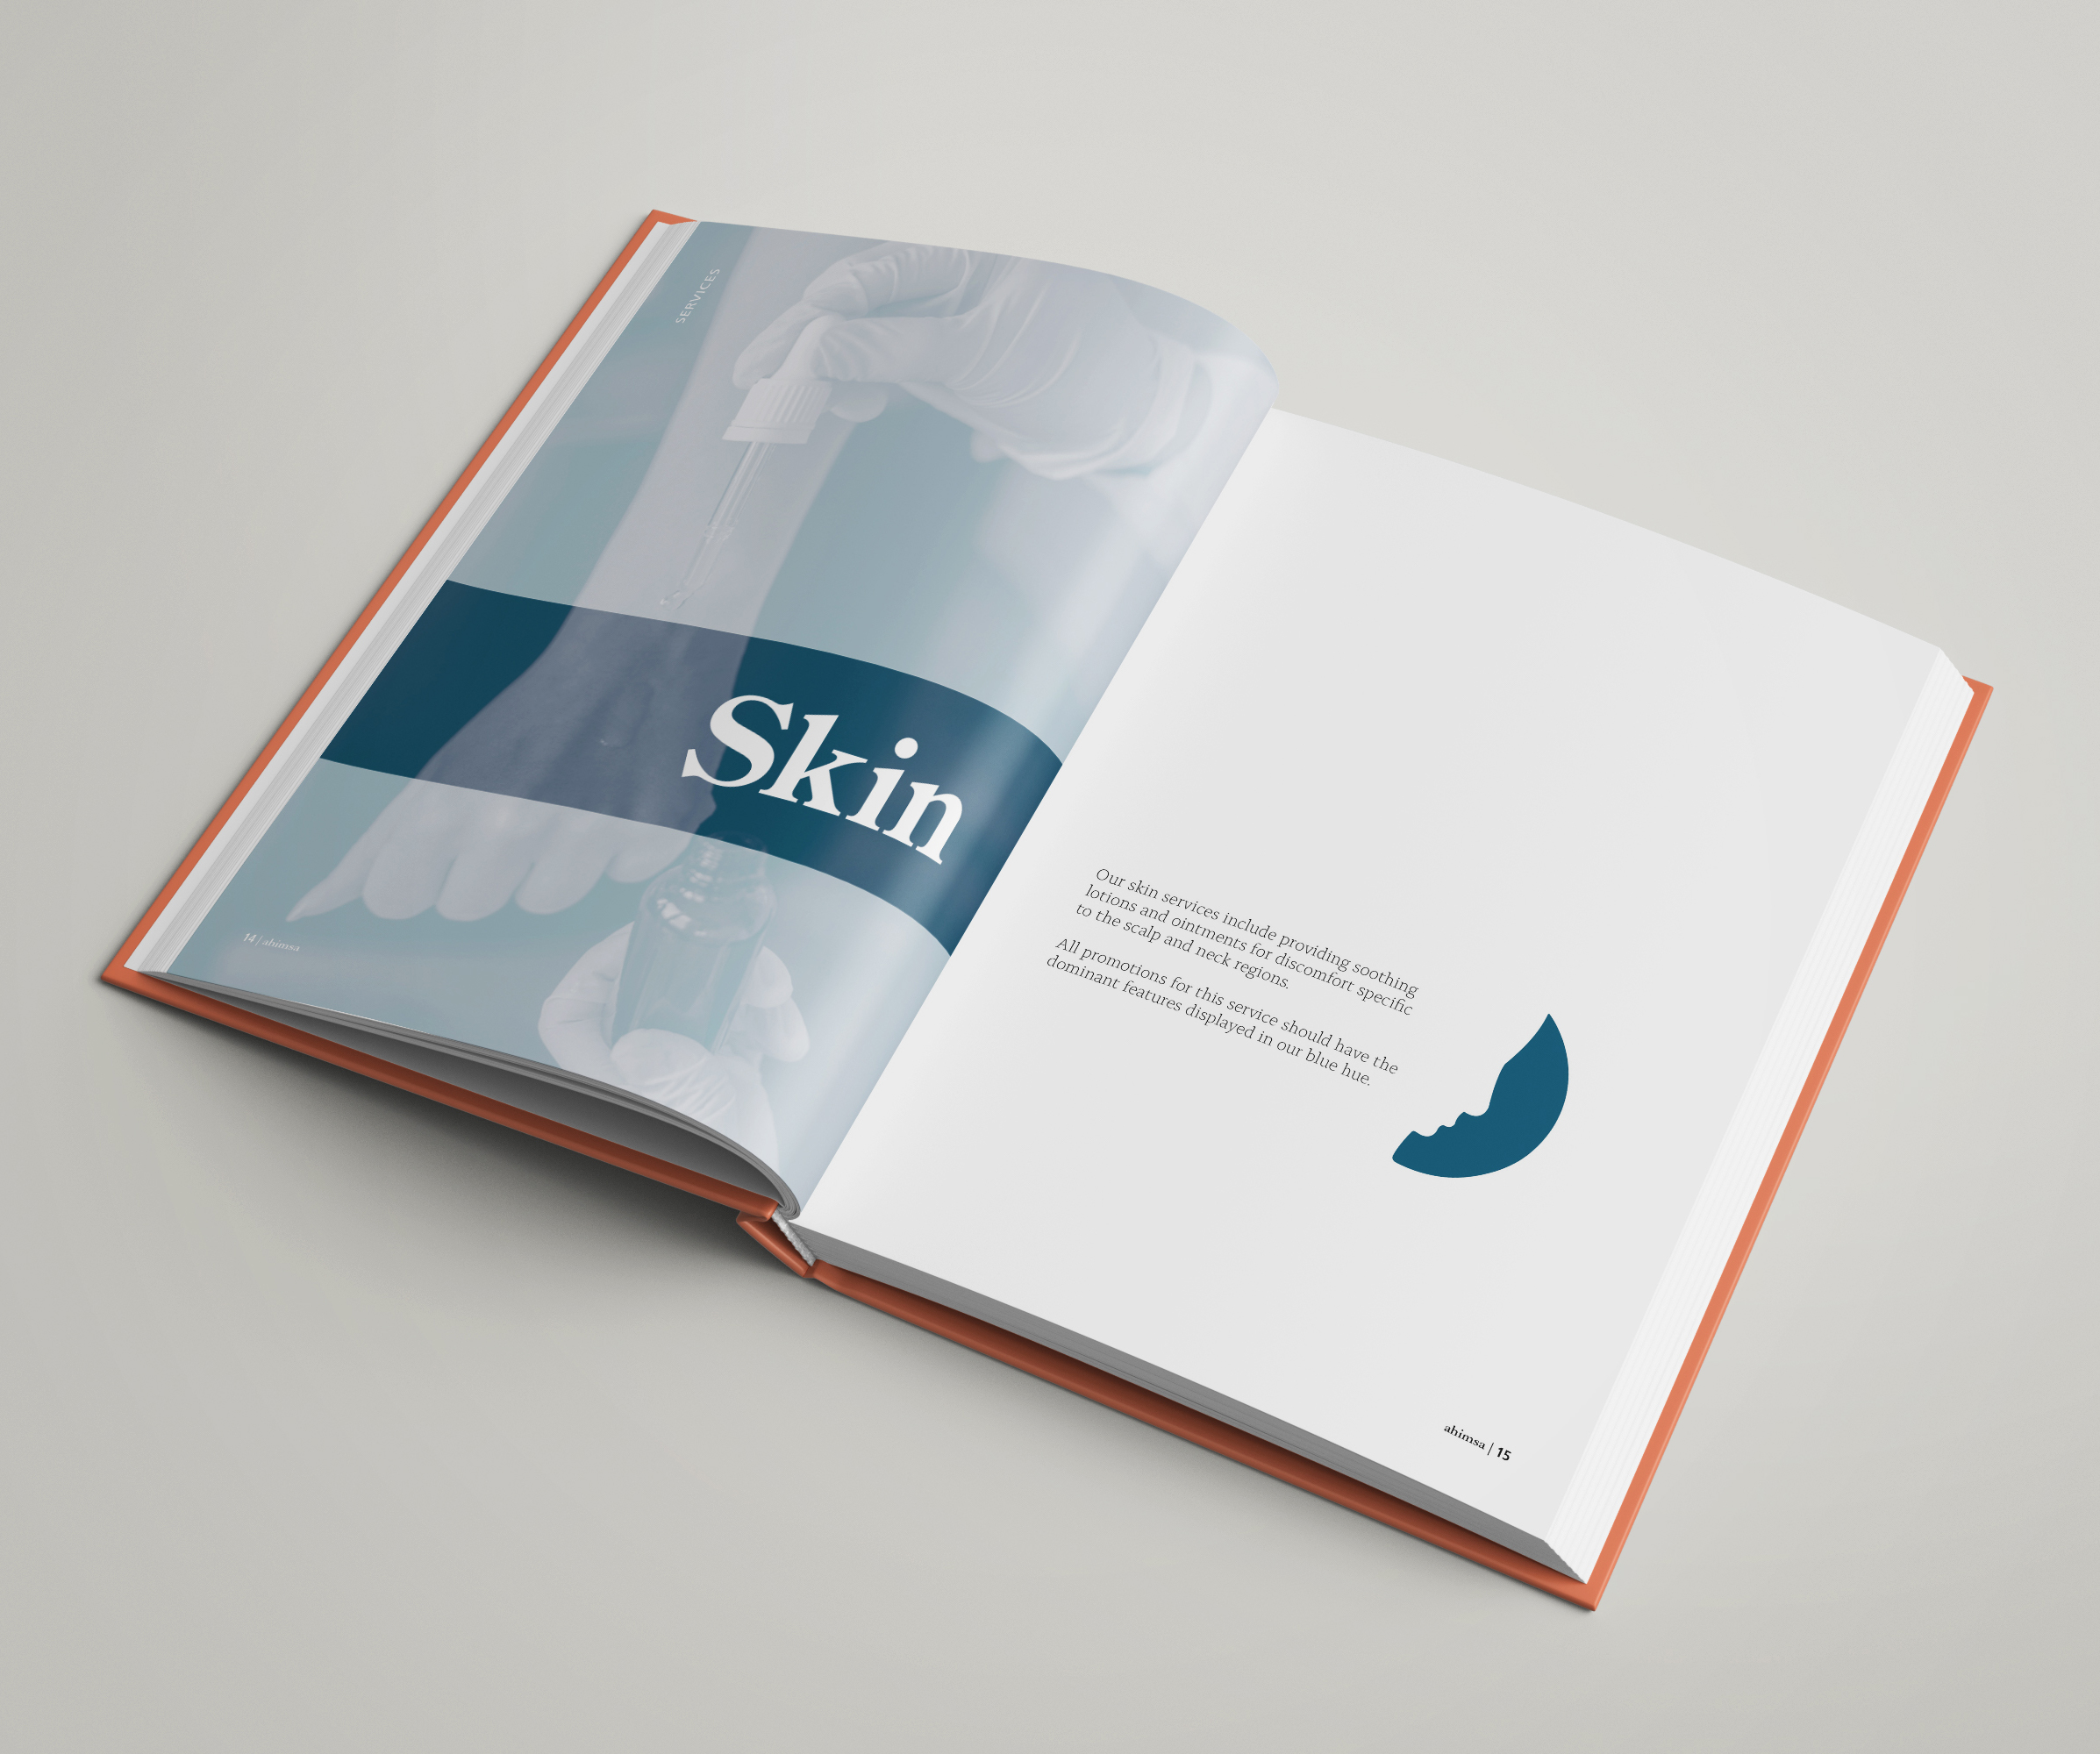 SERVICES
Skin
14 | ahimsa
Our skin services include providing soothing
lotions and ointments for discomfort specific
to the scalp and neck regions.
All promotions for this service should have the
dominant features displayed in our blue hue.
ahimsa | 15